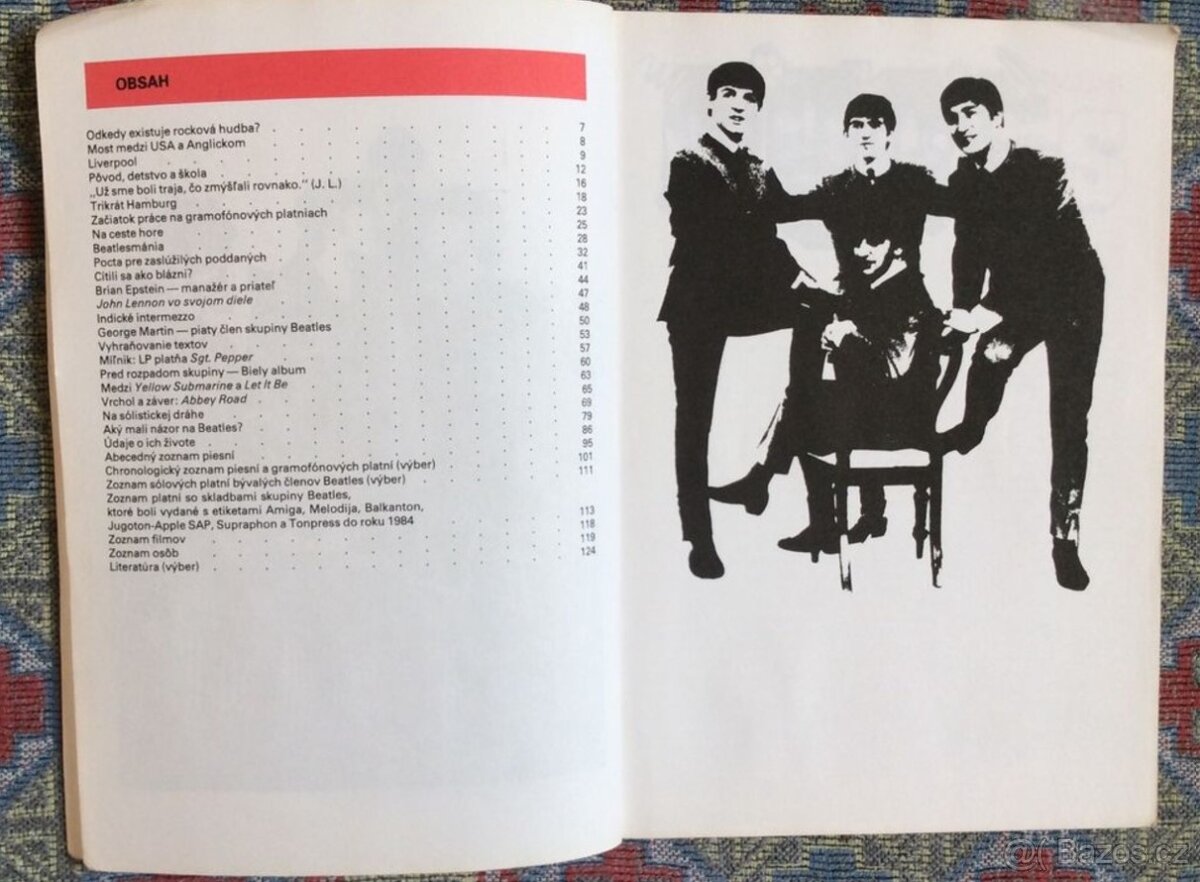 OBSAH
Odkedy existuje rocková hudba? 7
Most medzi USA a Anglickom 8
Liverpool 9
Pôvod, detstvo a škola 12
„Už sme boli traja, čo zmýšľali rovnako.“ (J. L.) 16
Trikrát Hamburg 18
Začiatok práce na gramofónových platniach 23
Na ceste hore 25
Beatlesmánia 28
Pocta pre zaslúžilých poddaných 32
Cítili sa ako blázni? 41
Brian Epstein — manažér a priateľ 44
John Lennon vo svojom diele 47
Indické intermezzo 48
George Martin — piaty člen skupiny Beatles 50
Vyhraňovanie textov 53
Míľnik: LP platňa Sgt. Pepper 57
Pred rozpadom skupiny — Biely album 60
Medzi Yellow Submarine a Let It Be 63
Vrchol a záver: Abbey Road 65
Na sólistickej dráhe 69
Aký mali názor na Beatles? 79
Údaje o ich živote 86
Abecedný zoznam piesní 95
Chronologický zoznam piesní a gramofónových platní (výber) 101
Zoznam sólových platní bývalých členov Beatles (výber) 111
Zoznam platní so skladbami skupiny Beatles,
ktoré boli vydané s etiketami Amiga, Melodija, Balkanton,
Jugoton-Apple SAP, Supraphon a Tonpress do roku 1984 113
Zoznam filmov 118
Zoznam osôb 119
Literatúra (výber) 124
@( Bazos.cz